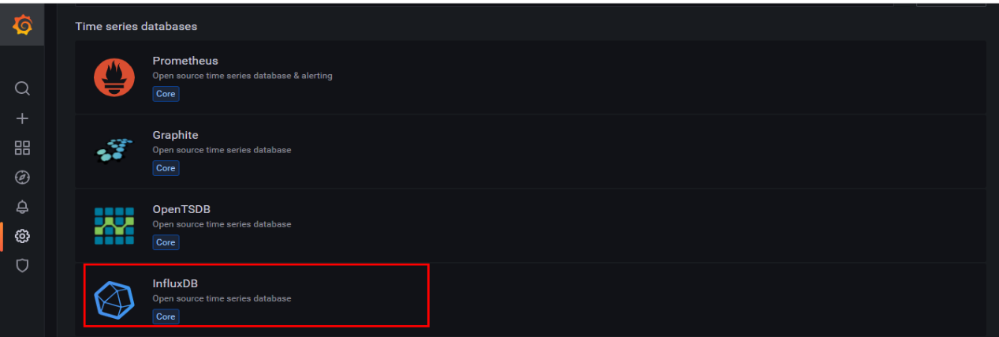 Time series databases
Prometheus
Open source time series database & alerting
Core
Graphite
Open source time series database
Core
OpenTSDB
Open source time series database
Core
InfluxDB
Open source time series database
Core